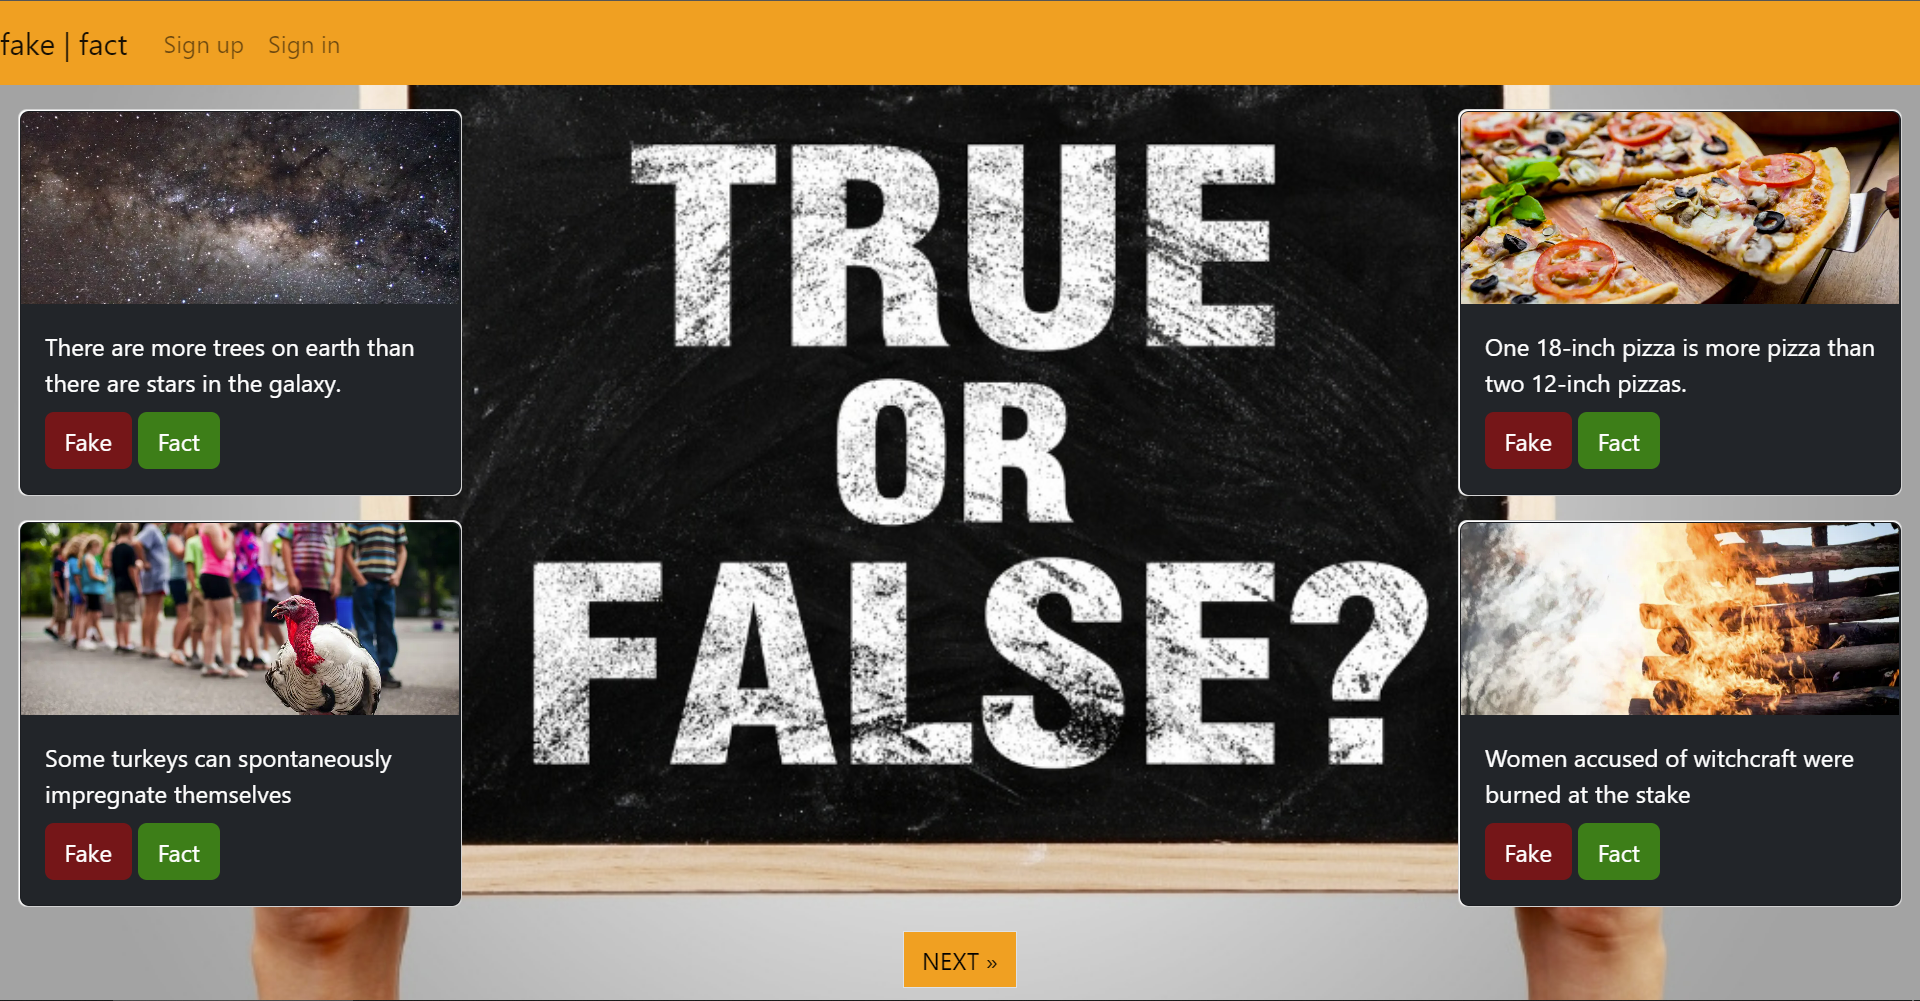 fake | fact Sign up Sign in
TRUE
OR
FALSE?
There are more trees on earth than
there are stars in the galaxy.
Fake Fact
One 18-inch pizza is more pizza than
two 12-inch pizzas.
Fake Fact
Some turkeys can spontaneously
impregnate themselves
Fake Fact
Women accused of witchcraft were
burned at the stake
Fake Fact
NEXT »